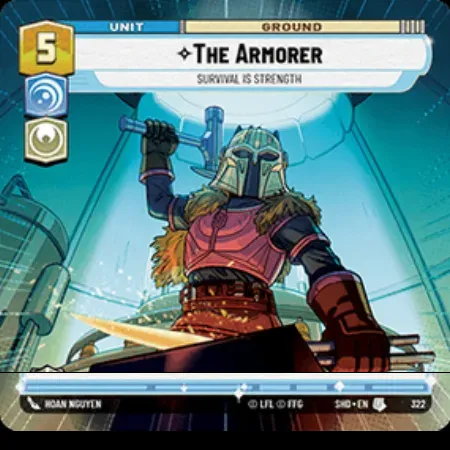 5
UNIT
GROUND
THE ARMORER
SURVIVAL IS STRENGTH
HOAN NGUYEN
© LFL © FFG
SHD • EN
322